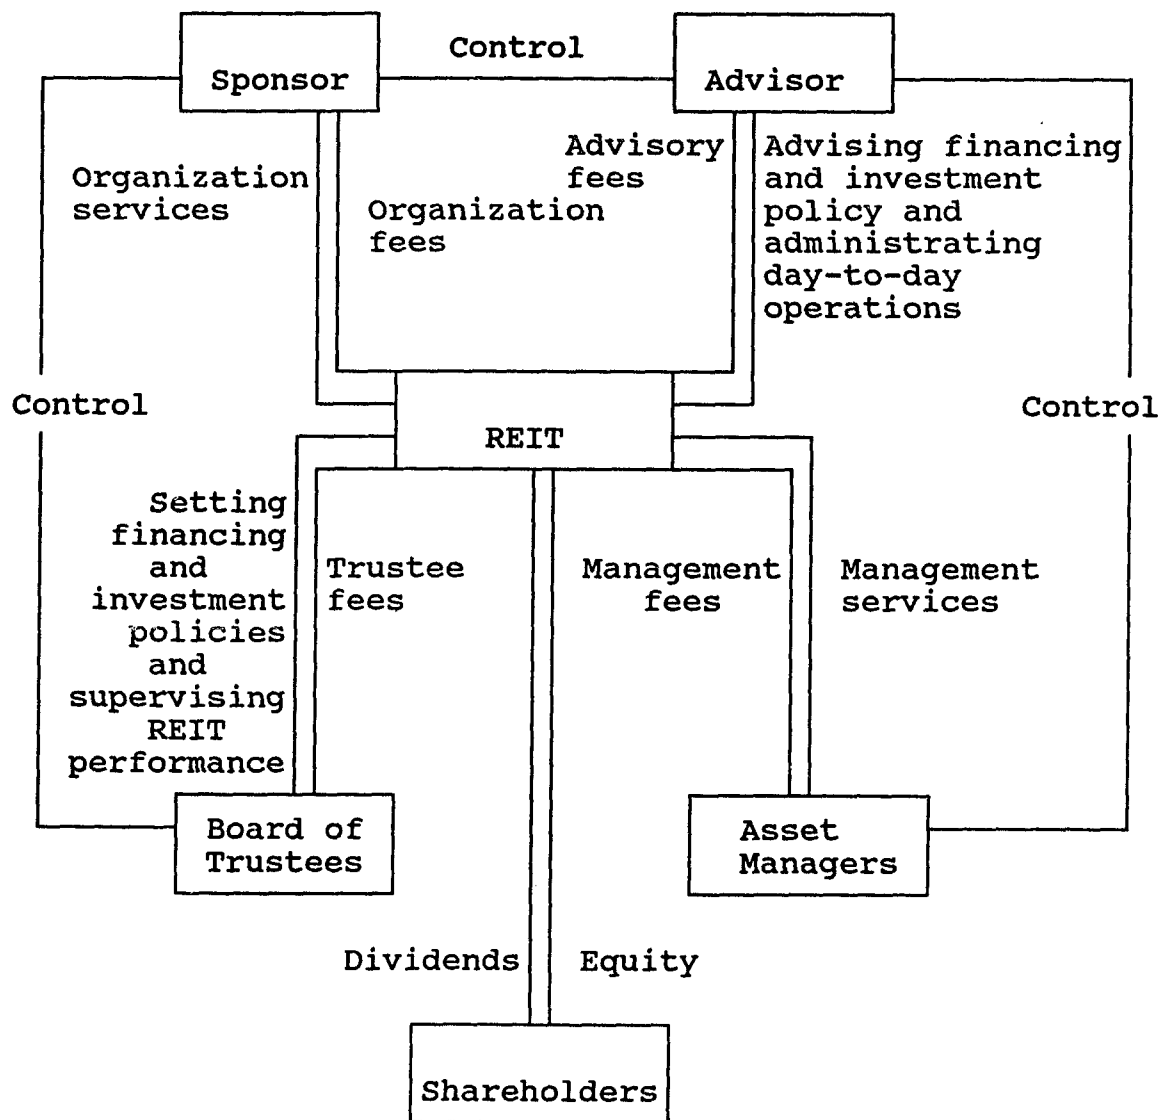 Control
Sponsor
Advisor
Organization
services
Organization
fees
Advisory
fees
Advising financing
and investment
policy and
administrating
day-to-day
operations
Control
Control
REIT
Setting
financing
and
investment
policies
and
supervising
REIT
performance
Trustee
fees
Management
fees
Management
services
Board of
Trustees
Asset
Managers
Dividends
Equity
Shareholders